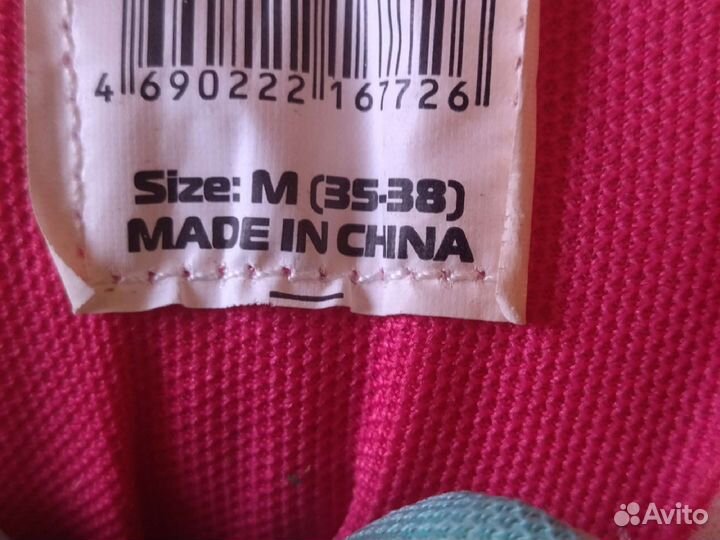 4 690222 167726
Size: M (35-38)
MADE IN CHINA
Avito